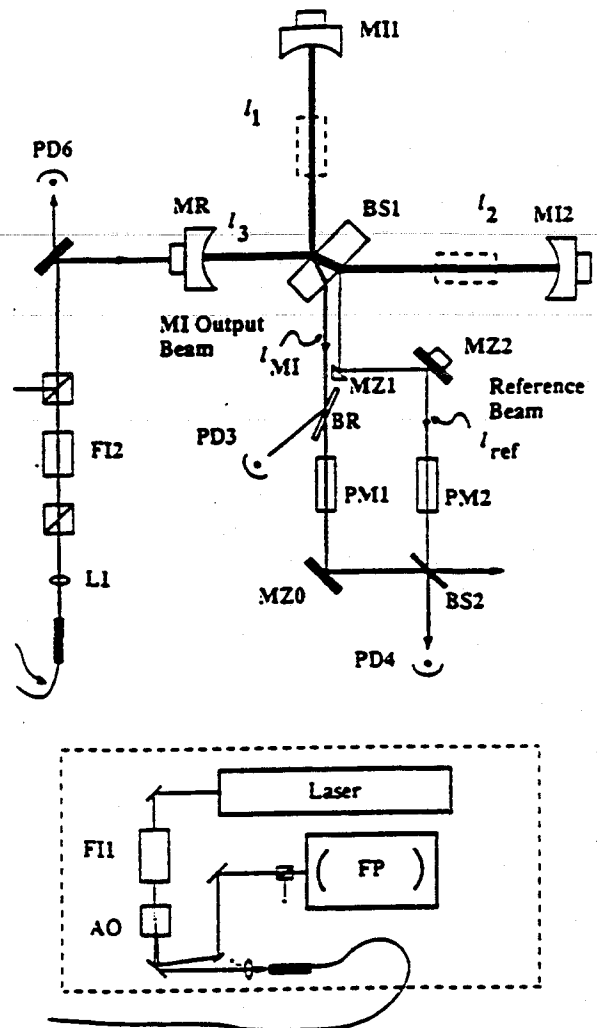 MI1
l1
PD6
MR
l3
BS1
l2
MI2
MI Output
Beam
lMI
MZ1
MZ2
Reference
Beam
lref
BR
PD3
FI2
PM1
PM2
L1
MZ0
BS2
PD4
Laser
FI1
FP
AO